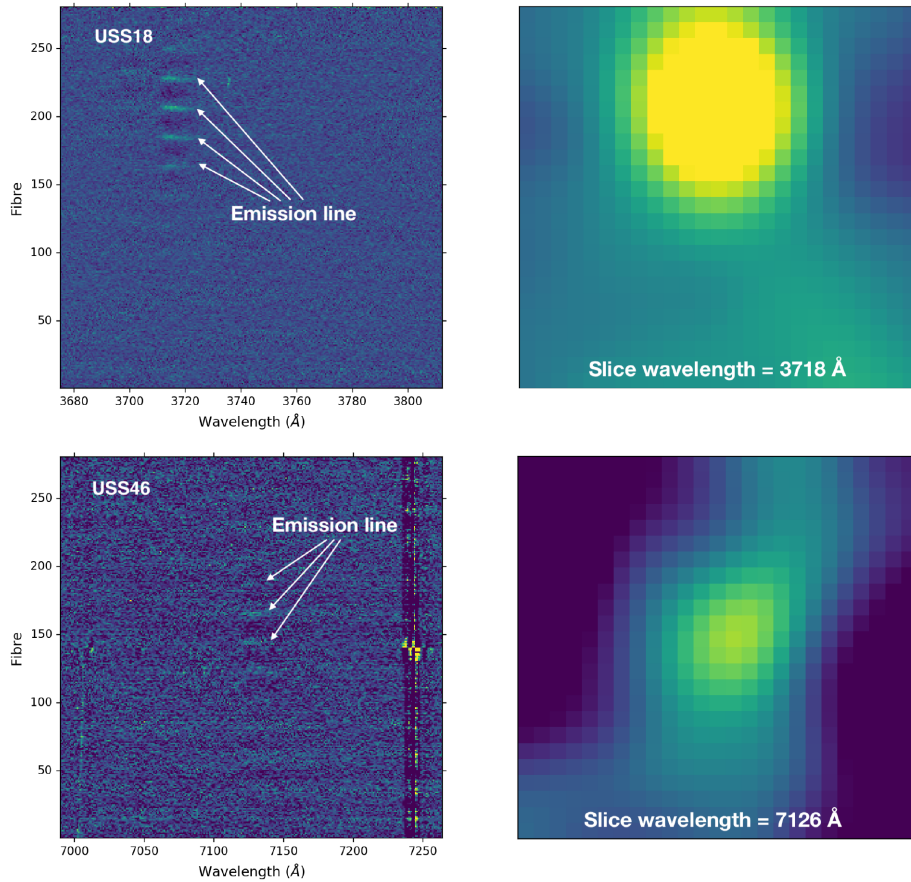 USS18
Emission line
Fibre
250
200
150
100
50
3680
3700
3720
3740
3760
3780
3800
Wavelength (Å)
Slice wavelength = 3718 Å
USS46
Emission line
Fibre
250
200
150
100
50
7000
7050
7100
7150
7200
7250
Wavelength (Å)
Slice wavelength = 7126 Å